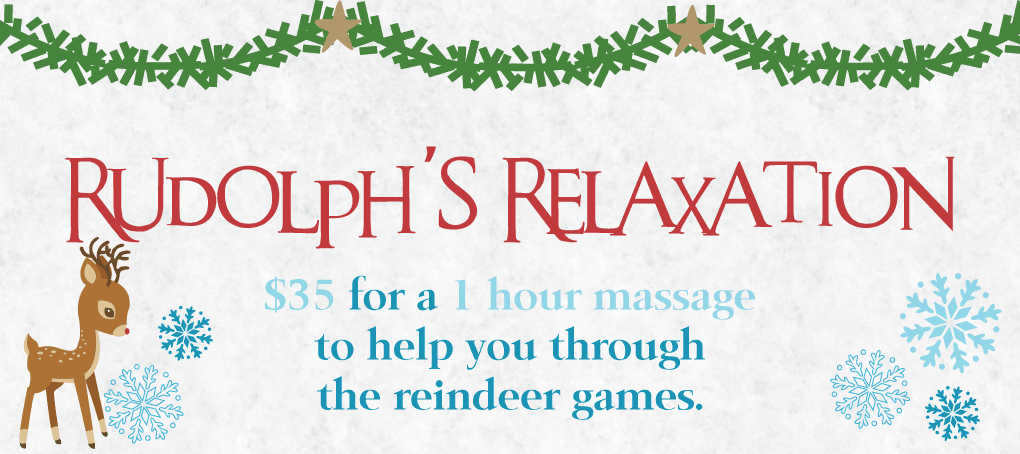 RUDOLPH'S RELAXATION
$35 for a 1 hour massage
to help you through
the reindeer games.